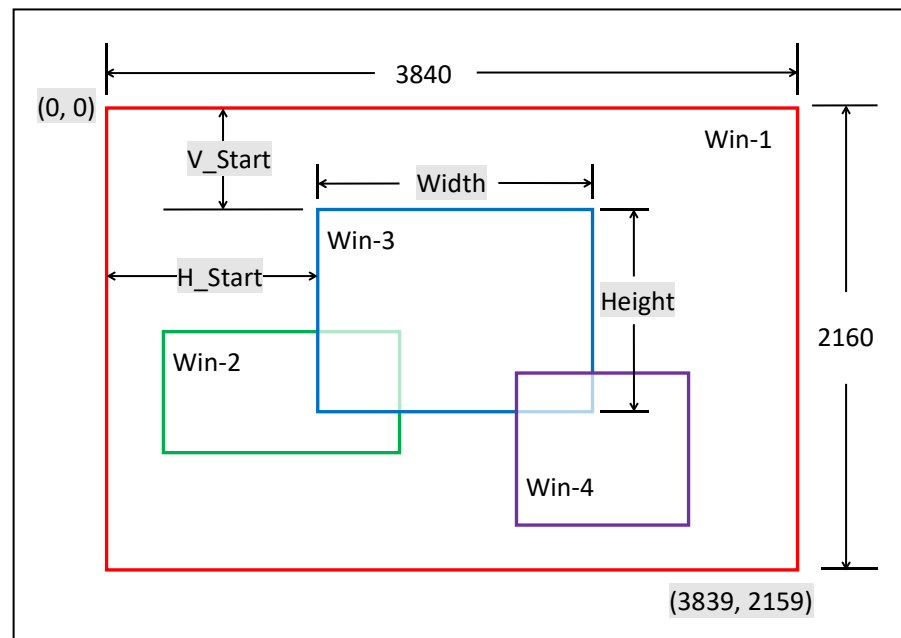 3840
(0, 0)
Win-1
V_Start
Width
Win-3
H_Start
Height
2160
Win-2
Win-4
(3839, 2159)